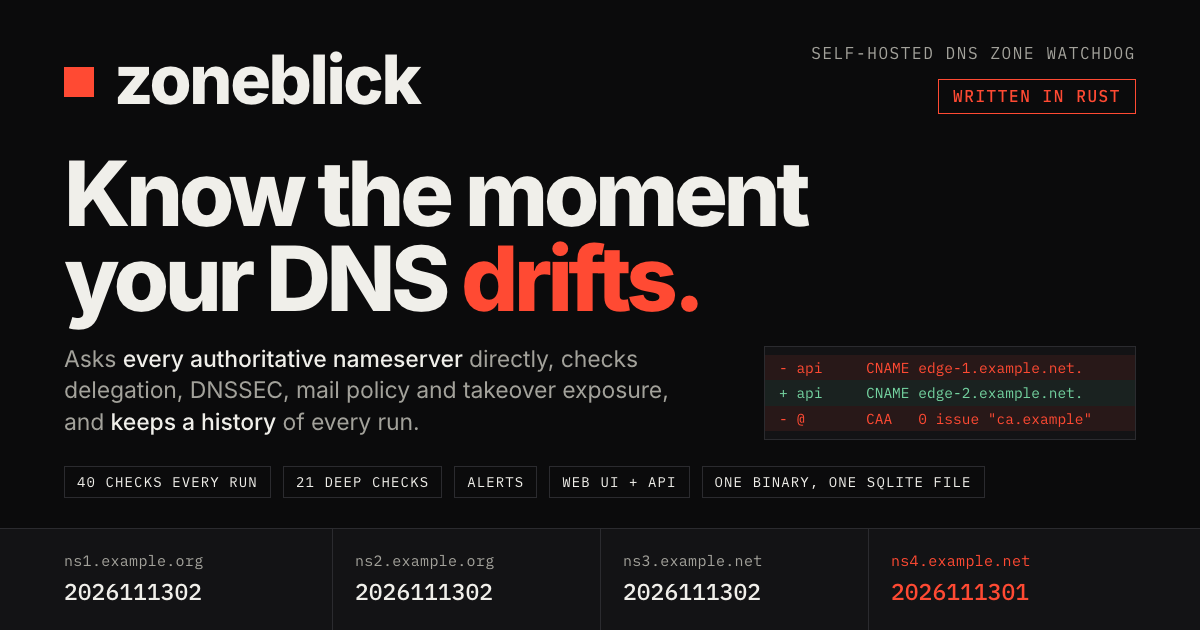 zoneblick
SELF-HOSTED DNS ZONE WATCHDOG
WRITTEN IN RUST
Know the moment
your DNS drifts.
Asks every authoritative nameserver directly, checks
delegation, DNSSEC, mail policy and takeover exposure,
and keeps a history of every run.
- api CNAME edge-1.example.net.
+ api CNAME edge-2.example.net.
- @ CAA 0 issue "ca.example"
40 CHECKS EVERY RUN
21 DEEP CHECKS
ALERTS
WEB UI + API
ONE BINARY, ONE SQLITE FILE
ns1.example.org
2026111302
ns2.example.org
2026111302
ns3.example.net
2026111302
ns4.example.net
2026111301